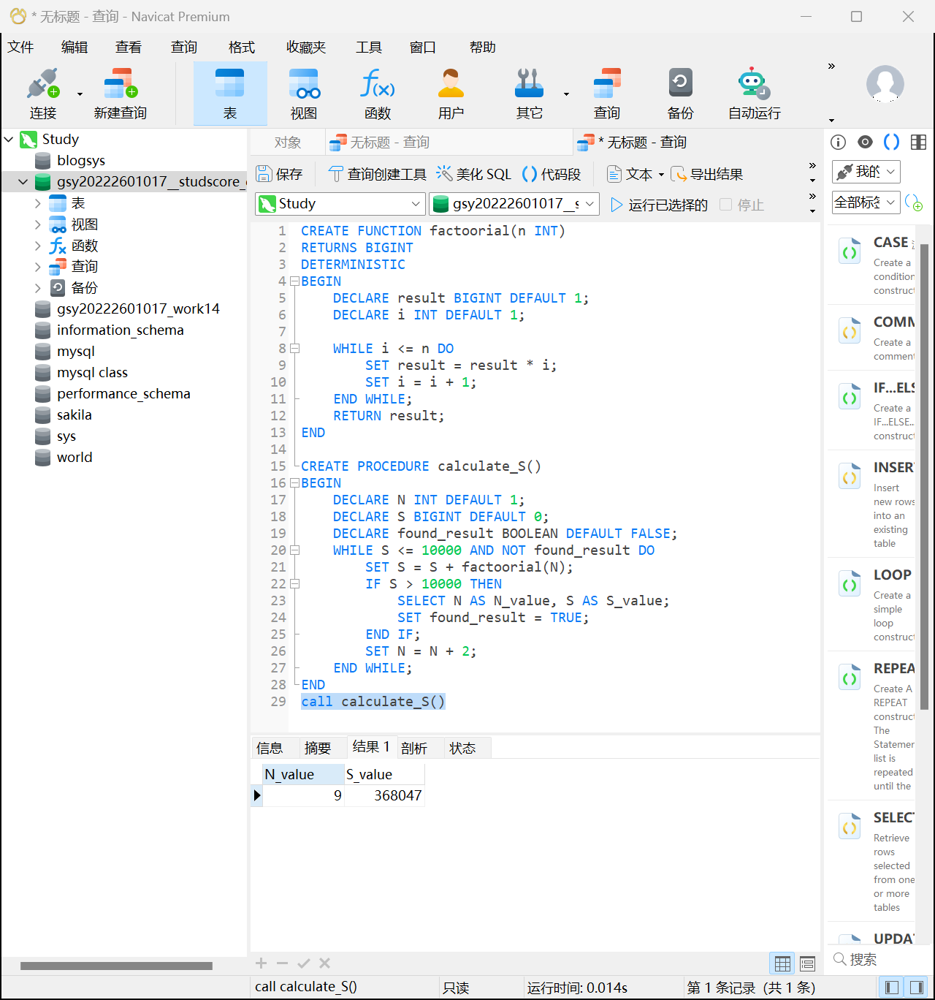 * 无标题 - 查询 - Navicat Premium
文件 编辑 查看 查询 格式 收藏夹 工具 窗口 帮助
连接 新建查询 表 视图 函数 用户 其它 查询 备份 自动运行
Study
blogsys
gsy20222601017__studscore_
表
视图
函数
查询
备份
gsy20222601017_work14
information_schema
mysql
mysql class
performance_schema
sakila
sys
world
对象 无标题 - 查询 * 无标题 - 查询
保存 查询创建工具 美化 SQL 代码段 文本 导出结果
Study gsy20222601017__s 运行已选择的 停止
1 CREATE FUNCTION factoorial(n INT)
2 RETURNS BIGINT
3 DETERMINISTIC
4 BEGIN
5 DECLARE result BIGINT DEFAULT 1;
6 DECLARE i INT DEFAULT 1;
7
8 WHILE i <= n DO
9 SET result = result * i;
10 SET i = i + 1;
11 END WHILE;
12 RETURN result;
13 END
14
15 CREATE PROCEDURE calculate_S()
16 BEGIN
17 DECLARE N INT DEFAULT 1;
18 DECLARE S BIGINT DEFAULT 0;
19 DECLARE found_result BOOLEAN DEFAULT FALSE;
20 WHILE S <= 10000 AND NOT found_result DO
21 SET S = S + factoorial(N);
22 IF S > 10000 THEN
23 SELECT N AS N_value, S AS S_value;
24 SET found_result = TRUE;
25 END IF;
26 SET N = N + 2;
27 END WHILE;
28 END
29 call calculate_S()
信息 摘要 结果 1 剖析 状态
N_value S_value
9 368047
call calculate_S() 只读 运行时间: 0.014s 第 1 条记录 (共 1 条)
我的
全部标签
CASE
Create a
condition
construct
COMM
Create a
comment
IF...ELS
Create a
IF...ELSE...
construct
INSER
Insert
new rows
into an
existing
table
LOOP
Create a
simple
loop
construct
REPEA
Create A
REPEAT
construct
The
Statemer
list is
repeated
until the
SELEC
Retrieve
rows
selected
from one
or more
tables
UPDA
搜索